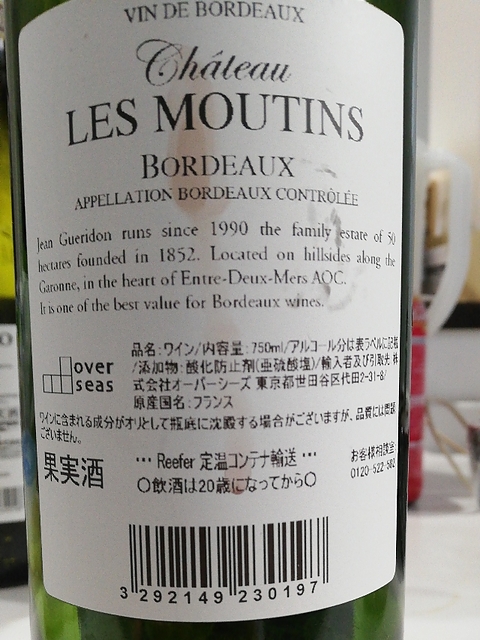 VIN DE BORDEAUX
Château
LES MOUTINS
BORDEAUX
APPELLATION BORDEAUX CONTRÔLÉE
Jean Gueridon runs since 1990 the family estate of 50
hectares founded in 1852. Located on hillsides along the
Garonne, in the heart of Entre-Deux-Mers AOC.
It is one of the best value for Bordeaux wines.
品名:ワイン/内容量:750ml/アルコール分は表ラベルに記載
/添加物:酸化防止剤(亜硫酸塩)/輸入者及び引取先 株
over
seas
式会社オーバーシーズ 東京都世田谷区代田2-31-8/
原産国名:フランス
ワインに含まれる成分がオリとして瓶底に沈殿する場合がございますが、品質には問題
ございません。
果実酒
… Reefer 定温コンテナ輸送 …
〇飲酒は20歳になってから〇
お客様相談室
0120-522-582
3 292149 230197